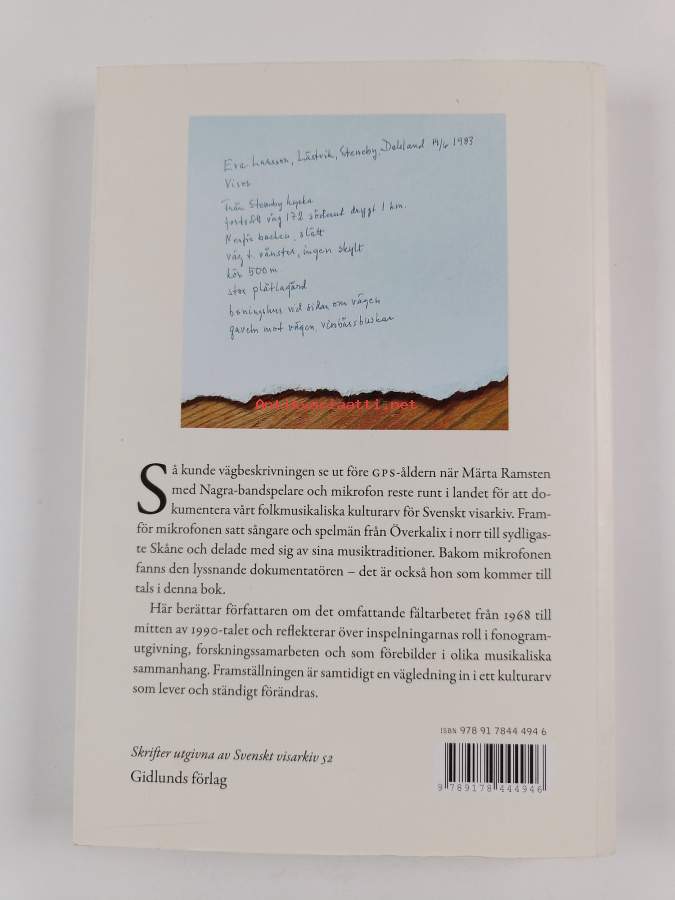 Eva Larsson, Låstvik, Steneby, Dalsland 14/6 1983
Visor
Från Steneby kyrka
fortsätt väg 172 söderut drygt 1 km.
Nerför backen, slätt
väg t. vänster, ingen skylt
kör 500 m
stor plåtlagård
boningshus vid sidan om vägen
gaveln mot vägen, vinbärsbuskar
Antikvariaatti.net
Så kunde vägbeskrivningen se ut före GPS-åldern när Märta Ramsten
med Nagra-bandspelare och mikrofon reste runt i landet för att do-
kumentera vårt folkmusikaliska kulturarv för Svenskt visarkiv. Fram-
för mikrofonen satt sångare och spelmän från Överkalix i norr till sydligas-
te Skåne och delade med sig av sina musiktraditioner. Bakom mikrofonen
fanns den lyssnande dokumentatören – det är också hon som kommer till
tals i denna bok.
Här berättar författaren om det omfattande fältarbetet från 1968 till
mitten av 1990-talet och reflekterar över inspelningarnas roll i fonogram-
utgivning, forskningssamarbeten och som förebilder i olika musikaliska
sammanhang. Framställningen är samtidigt en vägledning in i ett kulturarv
som lever och ständigt förändras.
ISBN 978 91 7844 494 6
Skrifter utgivna av Svenskt visarkiv 52
Gidlunds förlag
9 789178 444946